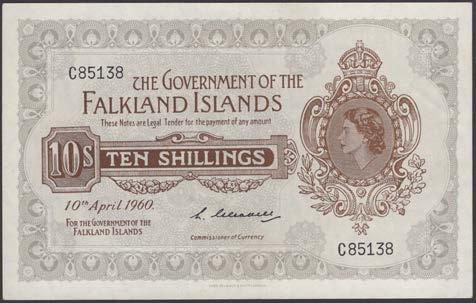 C85138
THE GOVERNMENT OF THE
FALKLAND ISLANDS
These Notes are Legal Tender for the payment of any amount
10s TEN SHILLINGS
10th April 1960.
FOR THE GOVERNMENT OF THE
FALKLAND ISLANDS
Commissioner of Currency
C85138